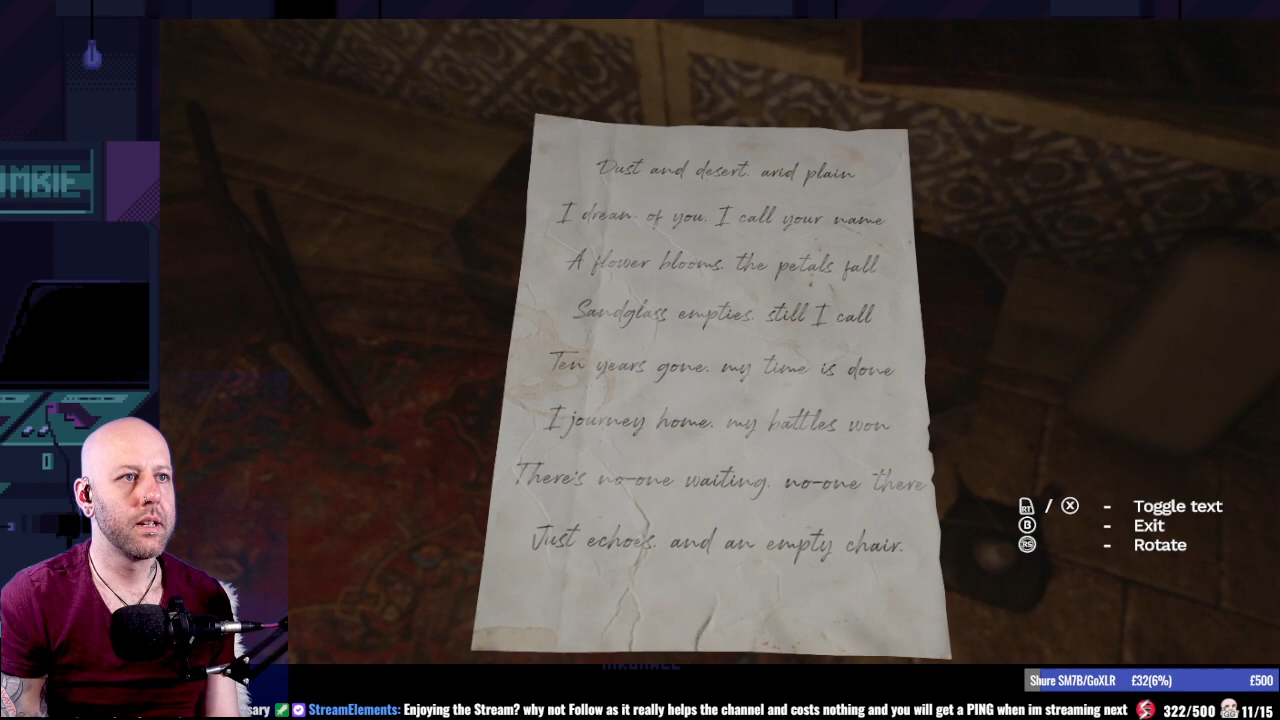 MBIE
Dust and desert. arid plain
I dream. of you. I call your name
A flower blooms. the petals fall
Sandglass empties. still I call
Ten years gone. my time is done
I journey home. my battles won
There's no-one waiting. no-one there
Just echoes. and an empty chair.
RT / X - Toggle text
B - Exit
RS - Rotate
Shure SM7B/GoXLR £32(6%) £500
sary StreamElements: Enjoying the Stream? why not Follow as it really helps the channel and costs nothing and you will get a PING when im streaming next 322/500 11/15